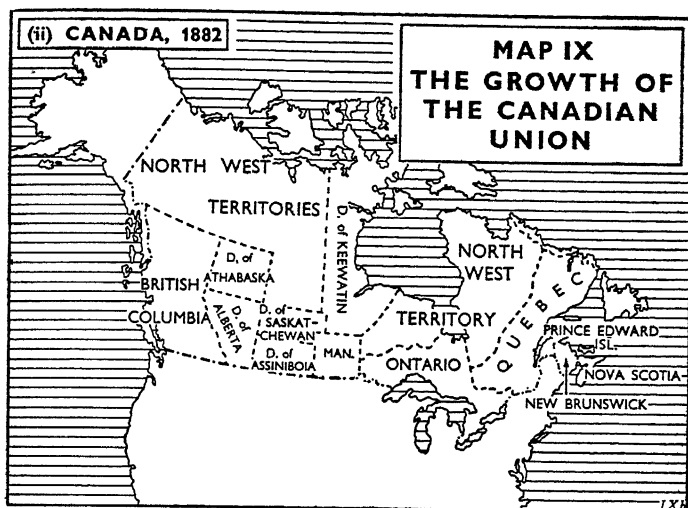 (ii) CANADA, 1882
MAP IX
THE GROWTH OF
THE CANADIAN
UNION
NORTH WEST
TERRITORIES
D. of KEEWATIN
NORTH
WEST
TERRITORY
D. of
ATHABASKA
BRITISH
COLUMBIA
D. of
ALBERTA
D. of
SASKAT-
CHEWAN
D. of
ASSINIBOIA
MAN.
ONTARIO
QUEBEC
PRINCE EDWARD
ISL.
NOVA SCOTIA
NEW BRUNSWICK